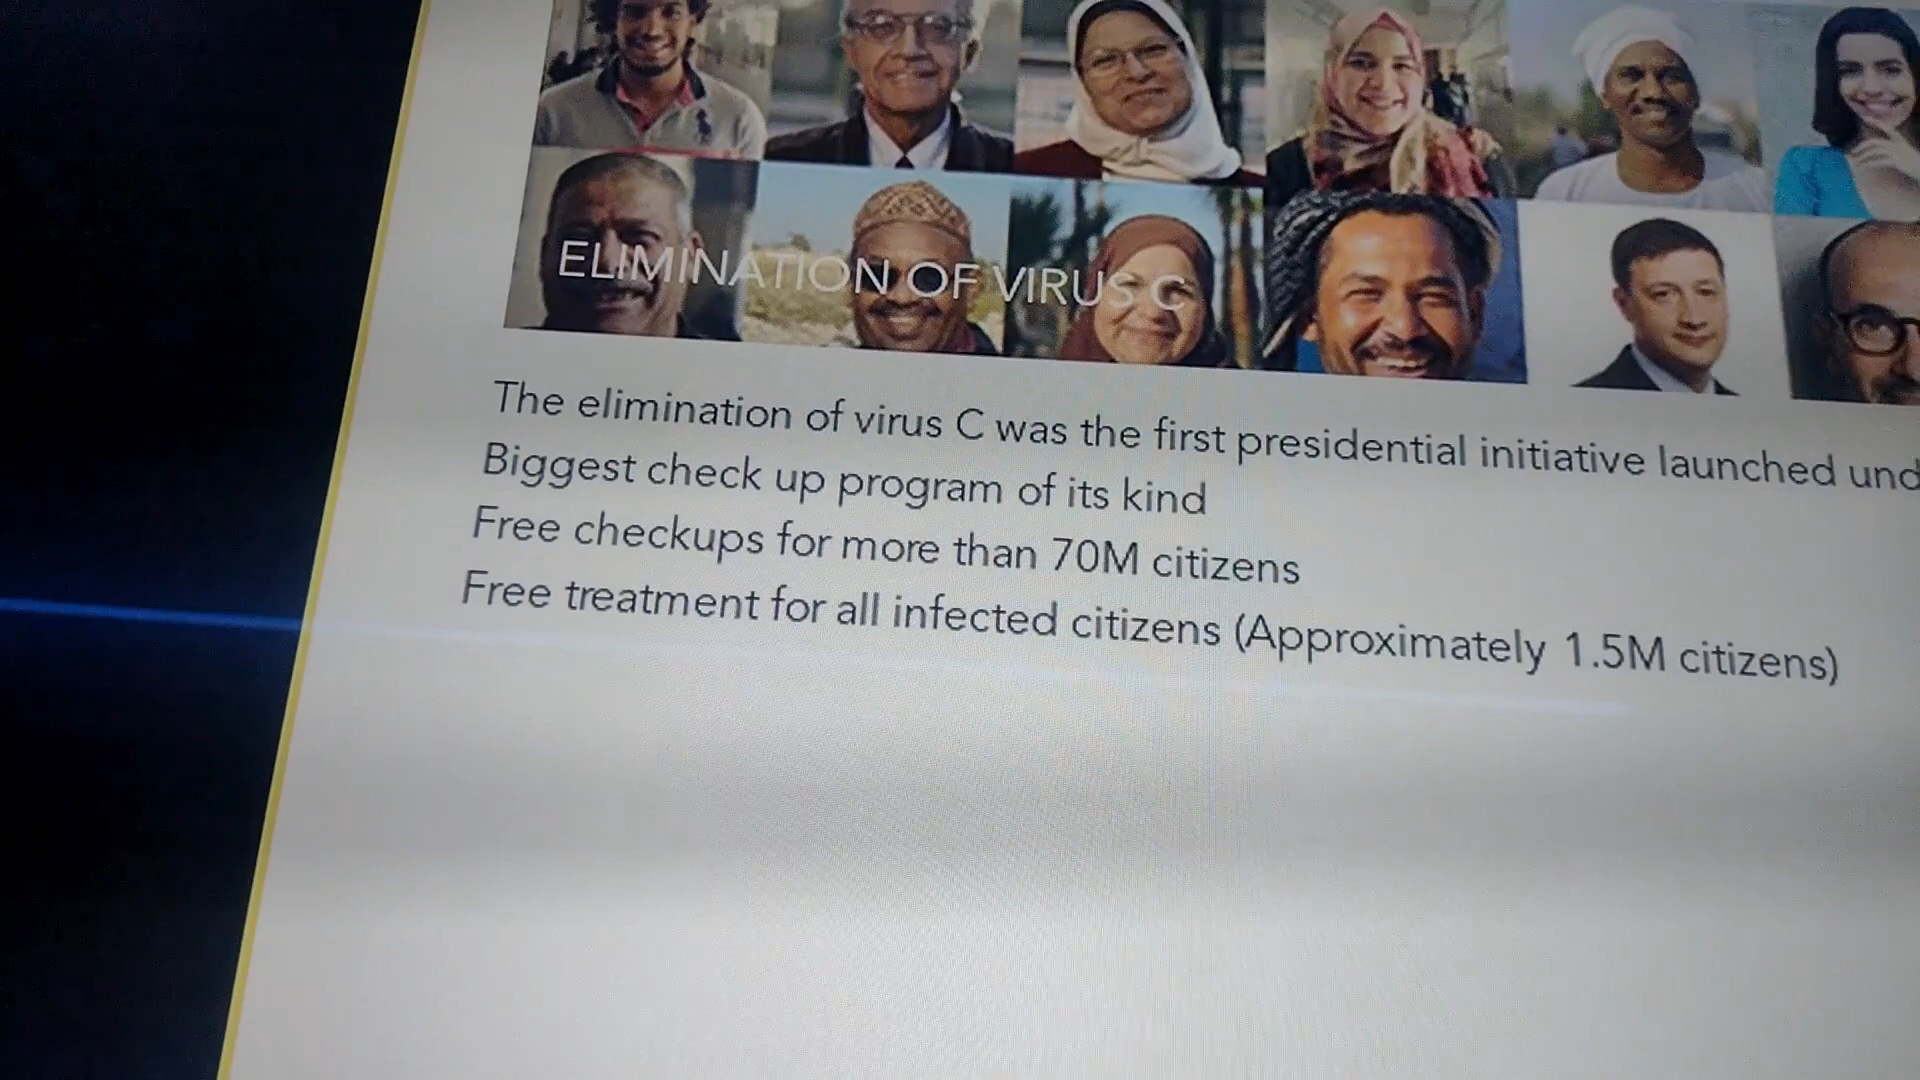 ELIMINATION OF VIRUS C
The elimination of virus C was the first presidential initiative launched
Biggest check up program of its kind
Free checkups for more than 70M citizens
Free treatment for all infected citizens (Approximately 1.5M citizens)